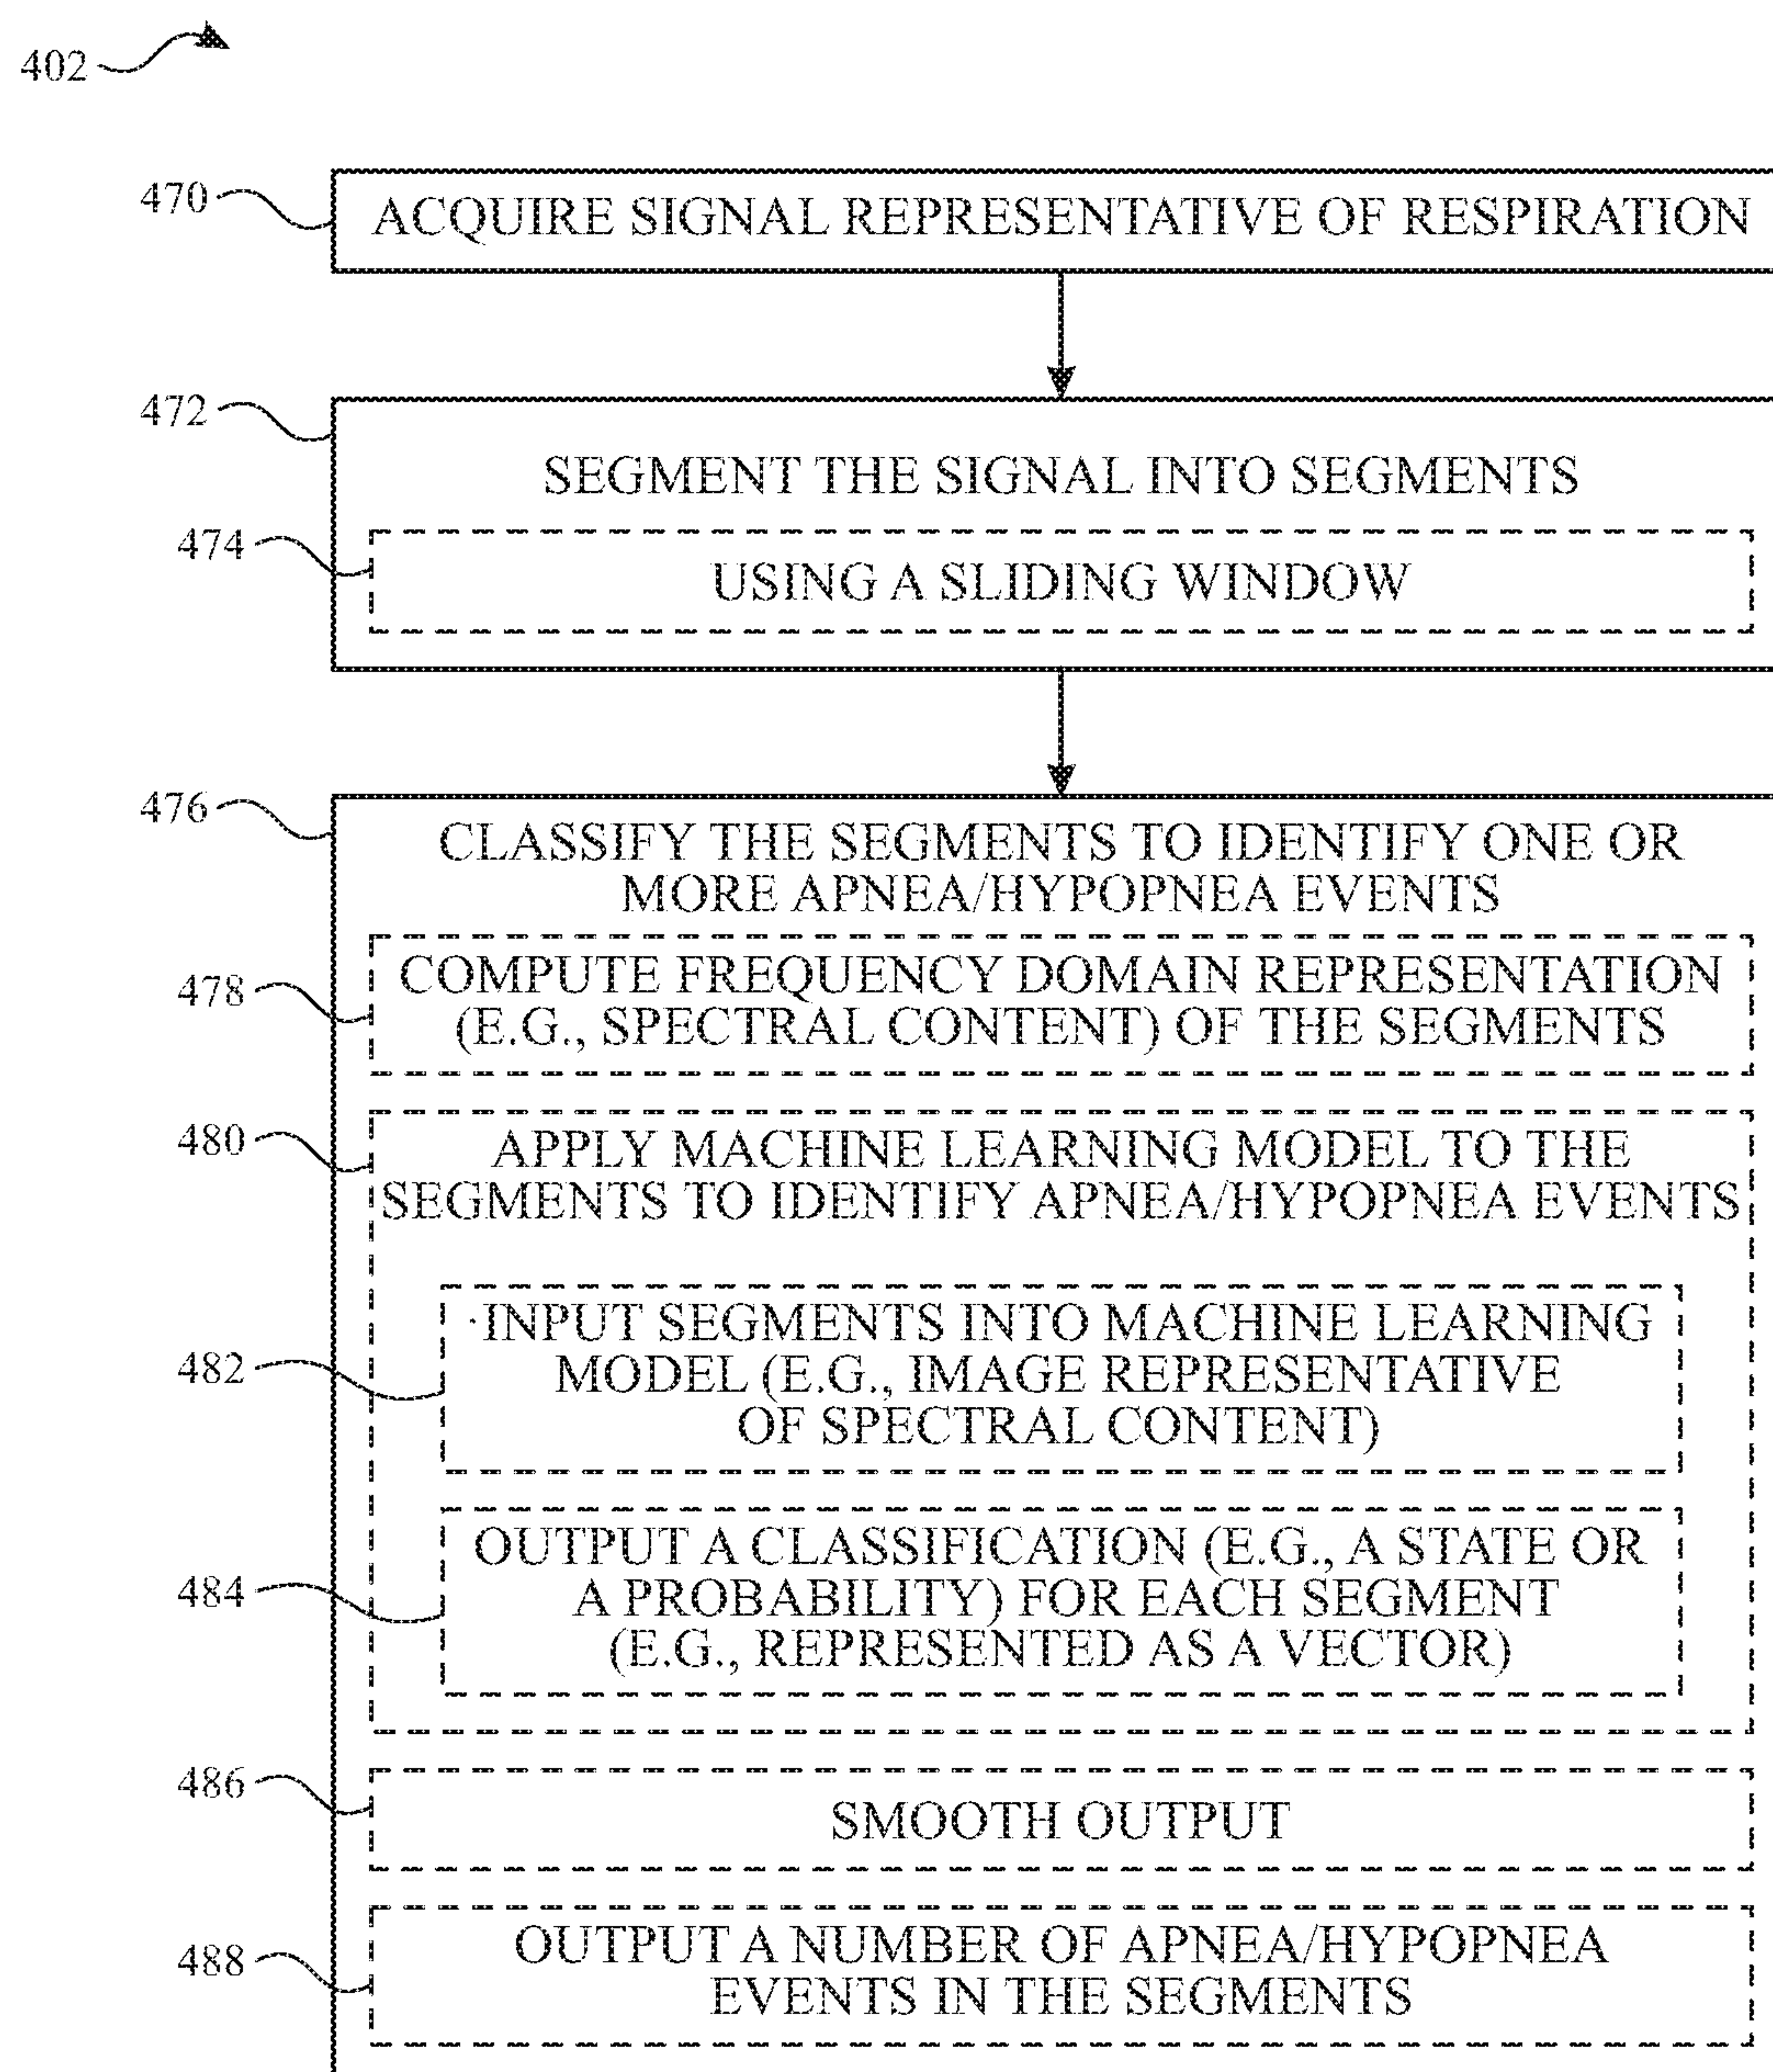 402
470
ACQUIRE SIGNAL REPRESENTATIVE OF RESPIRATION
472
SEGMENT THE SIGNAL INTO SEGMENTS
474
USING A SLIDING WINDOW
476
CLASSIFY THE SEGMENTS TO IDENTIFY ONE OR
MORE APNEA/HYPOPNEA EVENTS
478
COMPUTE FREQUENCY DOMAIN REPRESENTATION
(E.G., SPECTRAL CONTENT) OF THE SEGMENTS
480
APPLY MACHINE LEARNING MODEL TO THE
SEGMENTS TO IDENTIFY APNEA/HYPOPNEA EVENTS
482
·INPUT SEGMENTS INTO MACHINE LEARNING
MODEL (E.G., IMAGE REPRESENTATIVE
OF SPECTRAL CONTENT)
484
OUTPUT A CLASSIFICATION (E.G., A STATE OR
A PROBABILITY) FOR EACH SEGMENT
(E.G., REPRESENTED AS A VECTOR)
486
SMOOTH OUTPUT
488
OUTPUT A NUMBER OF APNEA/HYPOPNEA
EVENTS IN THE SEGMENTS